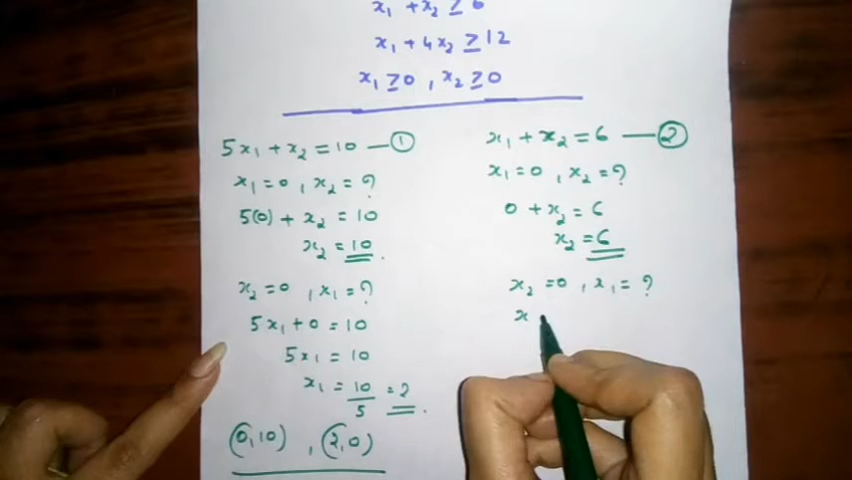 x₁ + x₂ ≥ 6
x₁ + 4x₂ ≥ 12
x₁ ≥ 0 , x₂ ≥ 0
5x₁ + x₂ = 10 — ①
x₁ = 0 , x₂ = ?
5(0) + x₂ = 10
x₂ = 10 .
x₂ = 0 , x₁ = ?
5x₁ + 0 = 10
5x₁ = 10
x₁ = 10/5 = 2 .
(0,10) , (2,0)
x₁ + x₂ = 6 — ②
x₁ = 0 , x₂ = ?
0 + x₂ = 6
x₂ = 6
x₂ = 0 , x₁ = ?
x